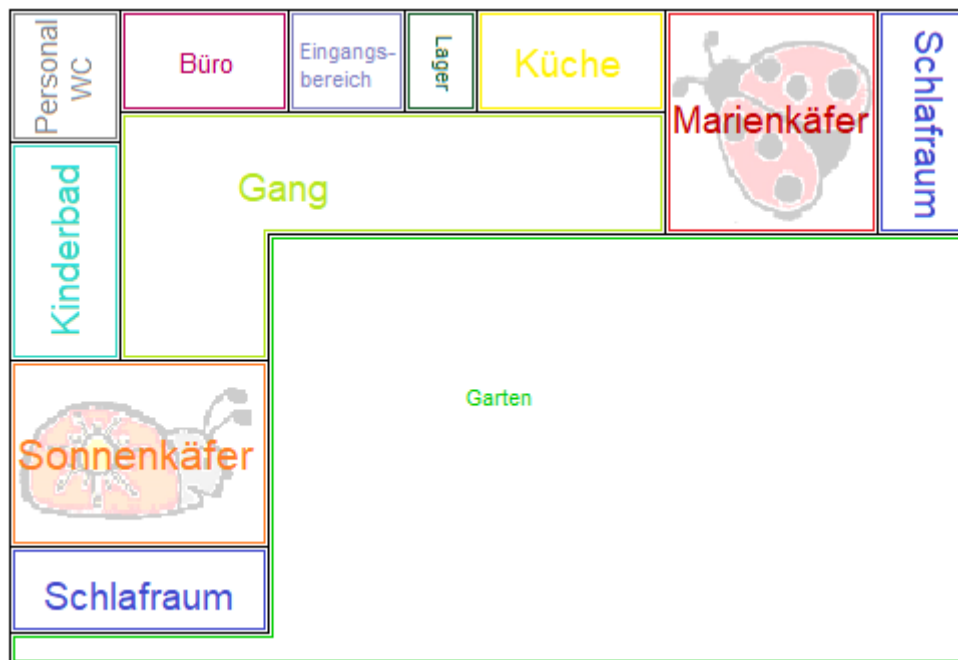 Personal
WC
Büro
Eingangs-
bereich
Lager
Küche
Marienkäfer
Schlafraum
Gang
Kinderbad
Garten
Sonnenkäfer
Schlafraum